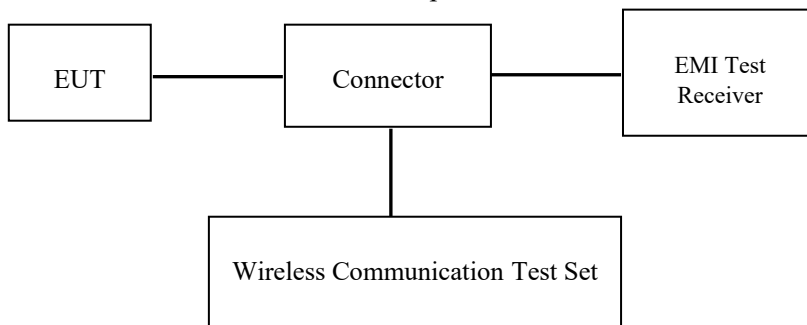 EUT
Connector
EMI Test
Receiver
Wireless Communication Test Set